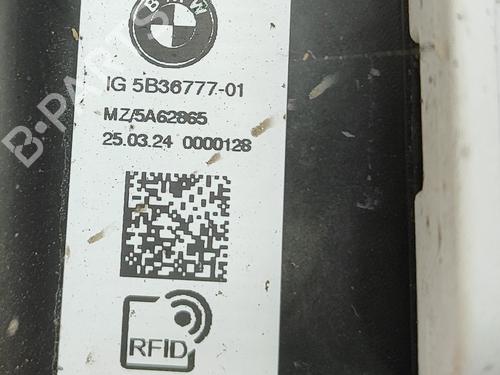 BMW
IG 5B36777-01
MZ/5A62865
25.03.24 0000128
RFID
B-PARTS